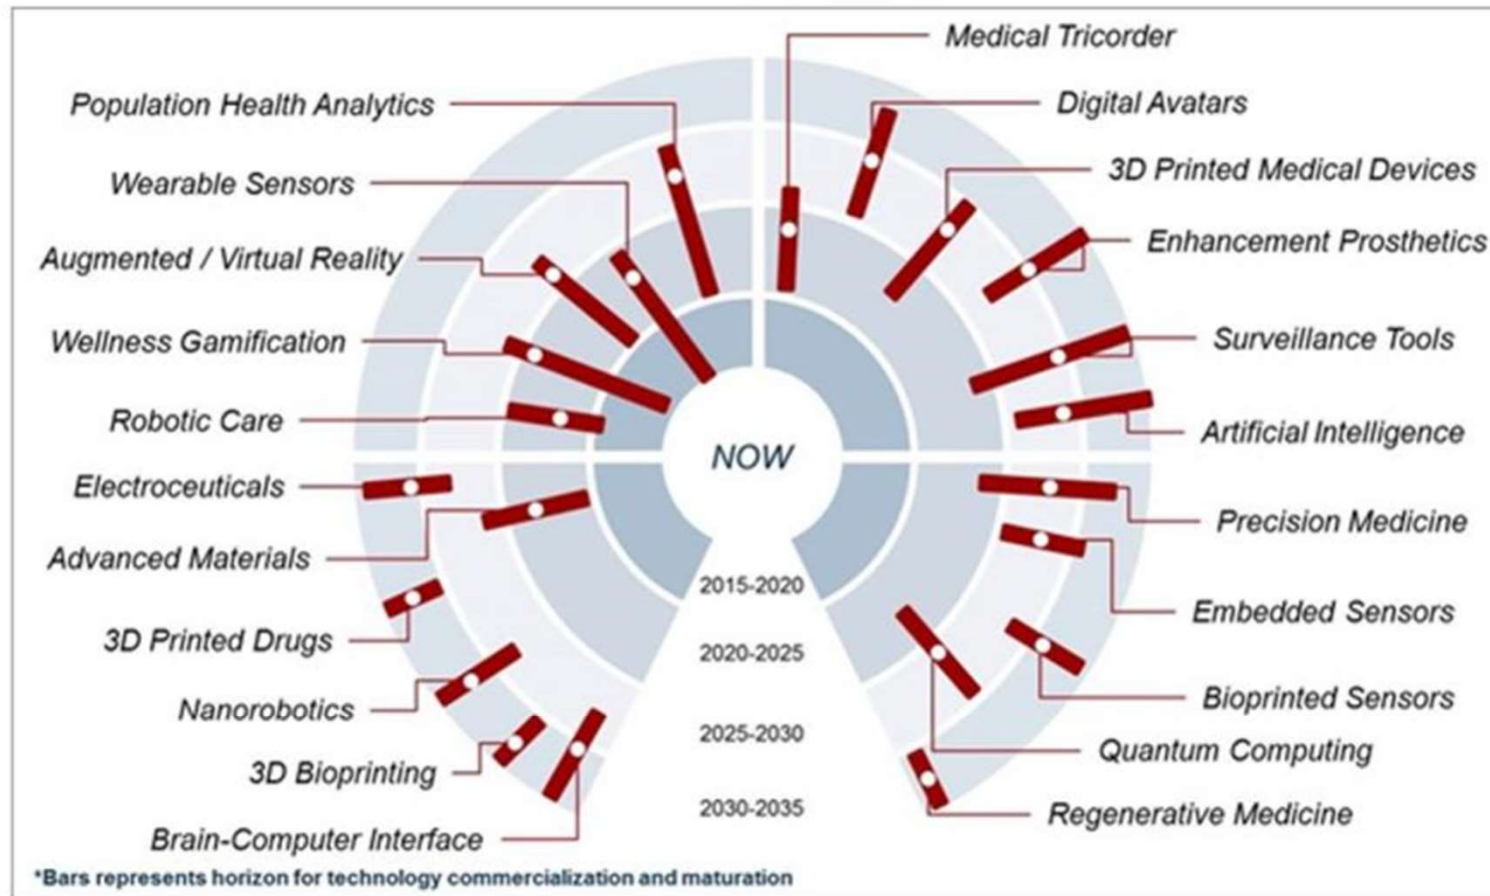 Medical Tricorder
Population Health Analytics
Digital Avatars
Wearable Sensors
3D Printed Medical Devices
Augmented / Virtual Reality
Enhancement Prosthetics
Wellness Gamification
Surveillance Tools
Robotic Care
Artificial Intelligence
NOW
Electroceuticals
Precision Medicine
Advanced Materials
2015-2020
Embedded Sensors
3D Printed Drugs
2020-2025
Bioprinted Sensors
Nanorobotics
2025-2030
Quantum Computing
3D Bioprinting
2030-2035
Regenerative Medicine
Brain-Computer Interface
*Bars represents horizon for technology commercialization and maturation